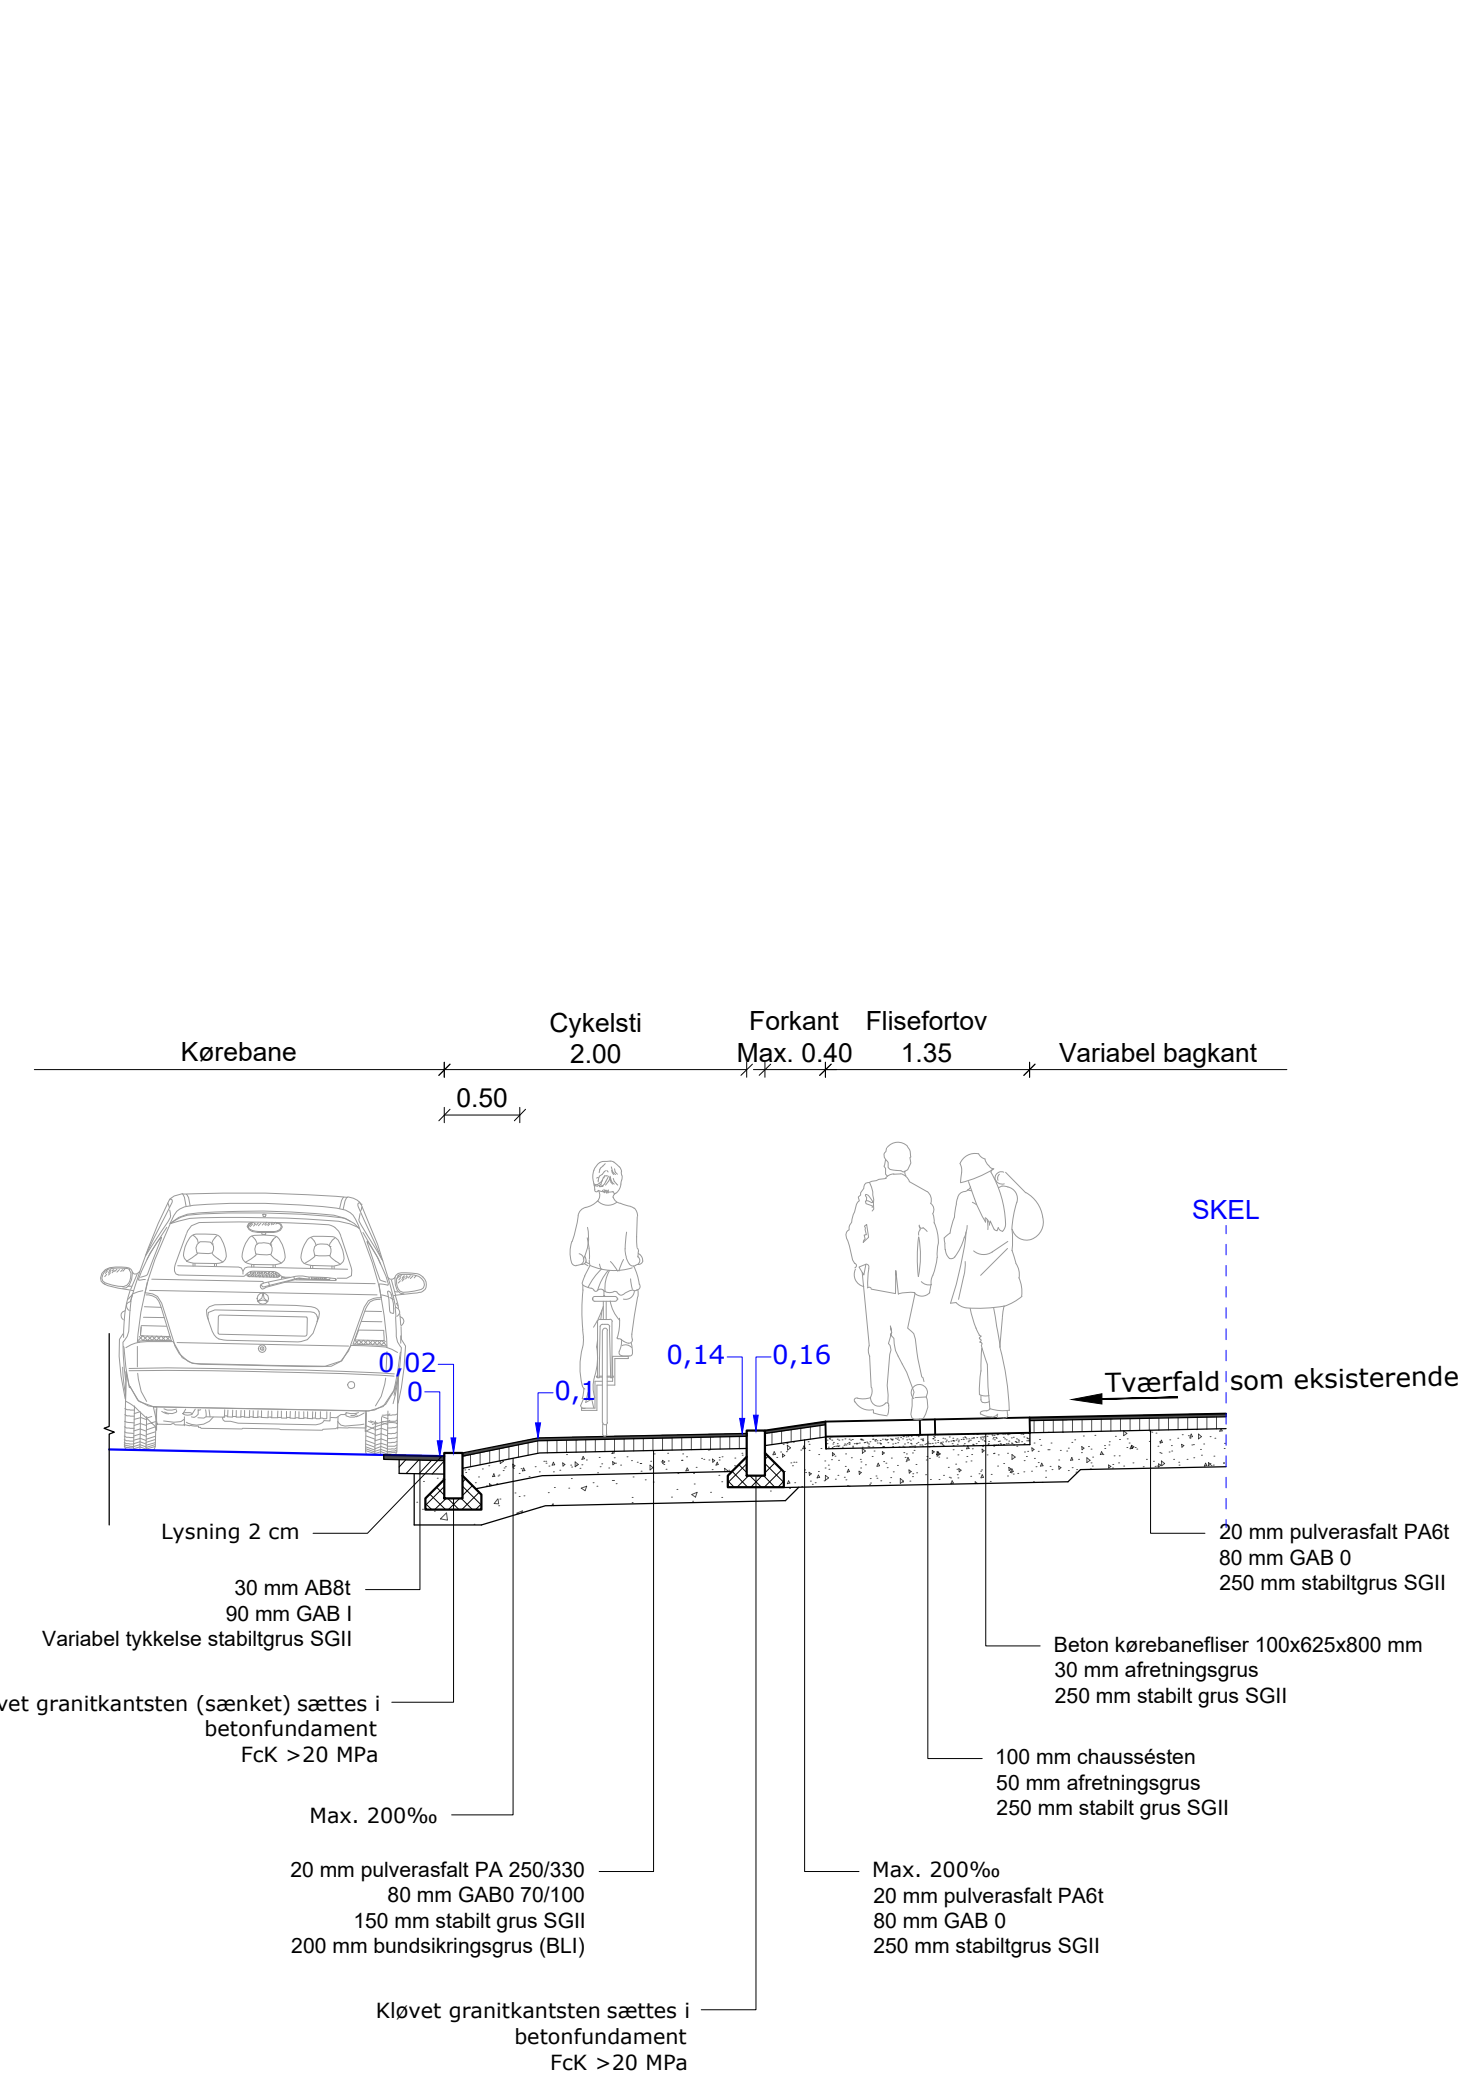 Kørebane
Cykelsti
2.00
Forkant
Max. 0.40
Flisefortov
1.35
Variabel bagkant
0.50
SKEL
0,02
0
0,1
0,14
0,16
Tværfald som eksisterende
Lysning 2 cm
30 mm AB8t
90 mm GAB I
Variabel tykkelse stabiltgrus SGII
granitkantsten (sænket) sættes i
betonfundament
FcK >20 MPa
Max. 200‰
20 mm pulverasfalt PA 250/330
80 mm GAB0 70/100
150 mm stabilt grus SGII
200 mm bundsikringsgrus (BLI)
Kløvet granitkantsten sættes i
betonfundament
FcK >20 MPa
20 mm pulverasfalt PA6t
80 mm GAB 0
250 mm stabiltgrus SGII
Beton kørebanefliser 100x625x800 mm
30 mm afretningsgrus
250 mm stabilt grus SGII
100 mm chaussésten
50 mm afretningsgrus
250 mm stabilt grus SGII
Max. 200‰
20 mm pulverasfalt PA6t
80 mm GAB 0
250 mm stabiltgrus SGII